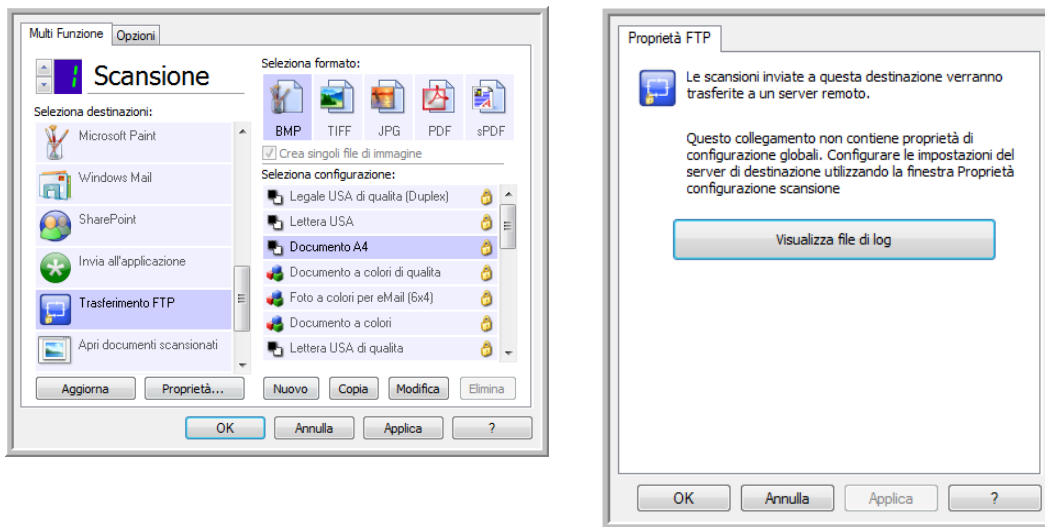 Multi Funzione
Opzioni
1 Scansione
Seleziona destinazioni:
Microsoft Paint
Windows Mail
SharePoint
Invia all'applicazione
Trasferimento FTP
Apri documenti scansionati
Aggiorna
Proprietà...
Seleziona formato:
BMP TIFF JPG PDF sPDF
Crea singoli file di immagine
Seleziona configurazione:
Legale USA di qualita (Duplex)
Lettera USA
Documento A4
Documento a colori di qualita
Foto a colori per eMail (6x4)
Documento a colori
Lettera USA di qualita
Nuovo Copia Modifica Elimina
OK Annulla Applica ?
Proprietà FTP
Le scansioni inviate a questa destinazione verranno
trasferite a un server remoto.
Questo collegamento non contiene proprietà di
configurazione globali. Configurare le impostazioni del
server di destinazione utilizzando la finestra Proprietà
configurazione scansione
Visualizza file di log
OK Annulla Applica ?